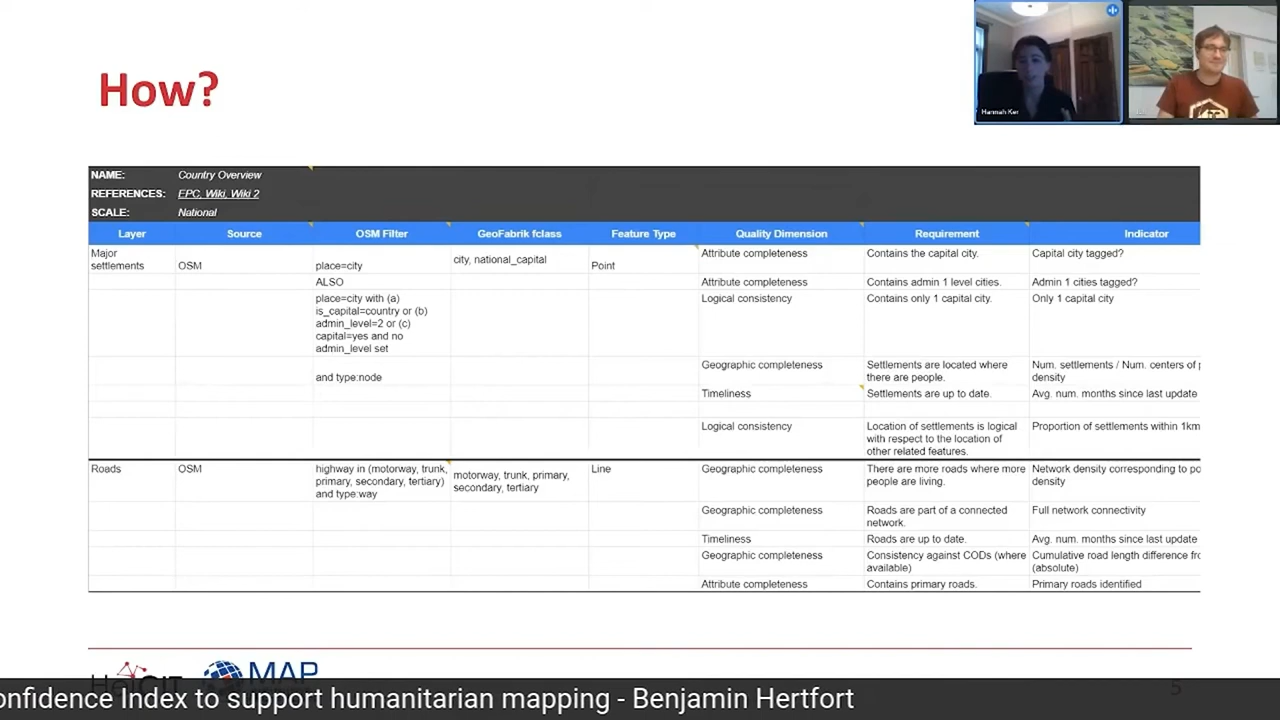 How?
Hannah Ker
NAME: Country Overview
REFERENCES: EPC, Wiki, Wiki 2
SCALE: National
Layer Source OSM Filter GeoFabrik fclass Feature Type Quality Dimension Requirement Indicator
Major settlements OSM place=city city, national_capital Point Attribute completeness Contains the capital city. Capital city tagged?
ALSO Attribute completeness Contains admin 1 level cities. Admin 1 cities tagged?
place=city with (a) Logical consistency Contains only 1 capital city. Only 1 capital city
is_capital=country or (b)
admin_level=2 or (c)
capital=yes and no
admin_level set
Geographic completeness Settlements are located where Num. settlements / Num. centers of
and type:node there are people. density
Timeliness Settlements are up to date. Avg. num. months since last update
Logical consistency Location of settlements is logical Proportion of settlements within 1km
with respect to the location of
other related features.
Roads OSM highway in (motorway, trunk, motorway, trunk, primary, Line Geographic completeness There are more roads where more Network density corresponding to
primary, secondary, tertiary) secondary, tertiary people are living. density
and type:way
Geographic completeness Roads are part of a connected Full network connectivity
network.
Timeliness Roads are up to date. Avg. num. months since last update
Geographic completeness Consistency against CODs (where Cumulative road length difference
available) (absolute)
Attribute completeness Contains primary roads. Primary roads identified
MAP
5
onfidence Index to support humanitarian mapping - Benjamin Hertfort